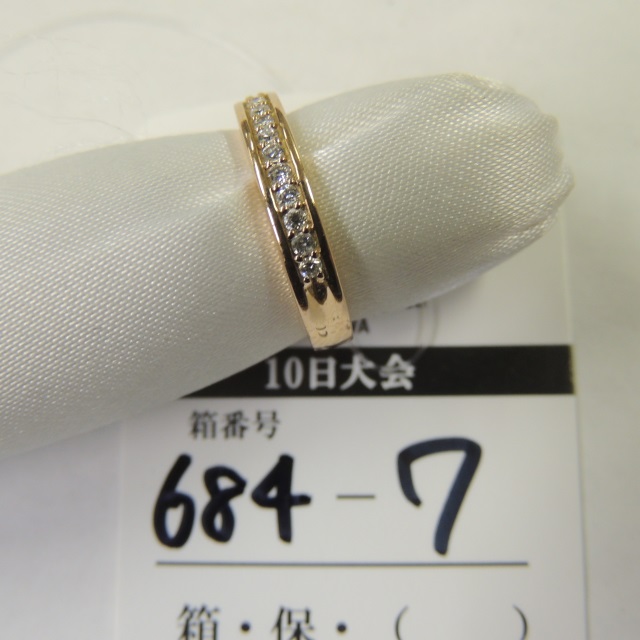 10日大会
箱番号
684-7
箱・保・(   )